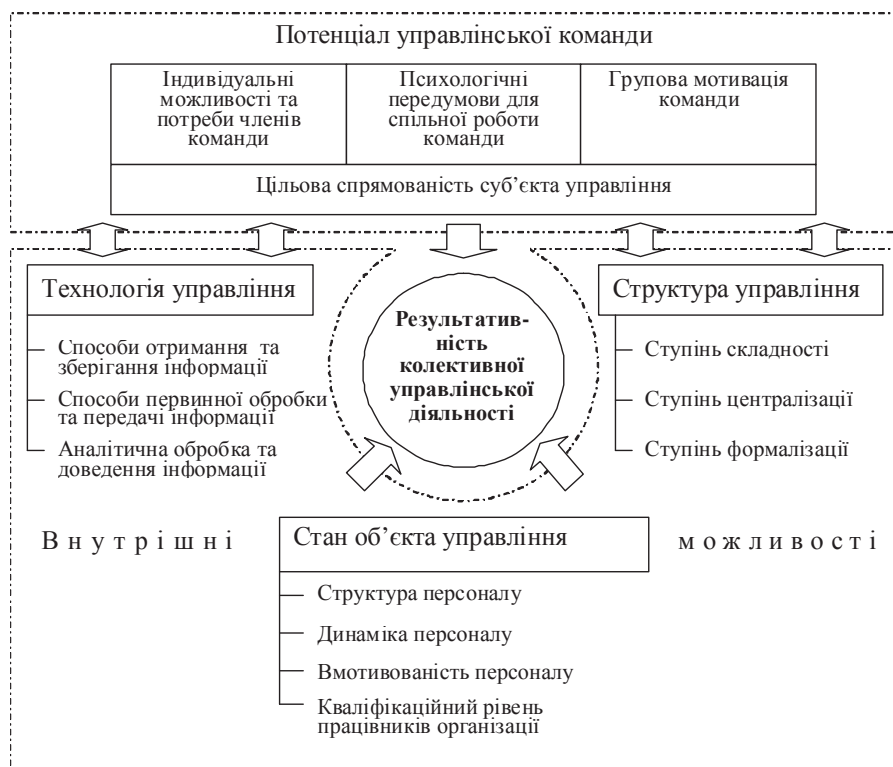 Потенціал управлінської команди
Індивідуальні
можливості та
потреби членів
команди
Психологічні
передумови для
спільної роботи
команди
Групова мотивація
команди
Цільова спрямованість суб’єкта управління
Технологія управління
Способи отримання та
зберігання інформації
Способи первинної обробки
та передачі інформації
Аналітична обробка та
доведення інформації
Результатив-
ність
колективної
управлінської
діяльності
Структура управління
Ступінь складності
Ступінь централізації
Ступінь формалізації
Внутрішні
можливості
Стан об’єкта управління
Структура персоналу
Динаміка персоналу
Вмотивованість персоналу
Кваліфікаційний рівень
працівників організації